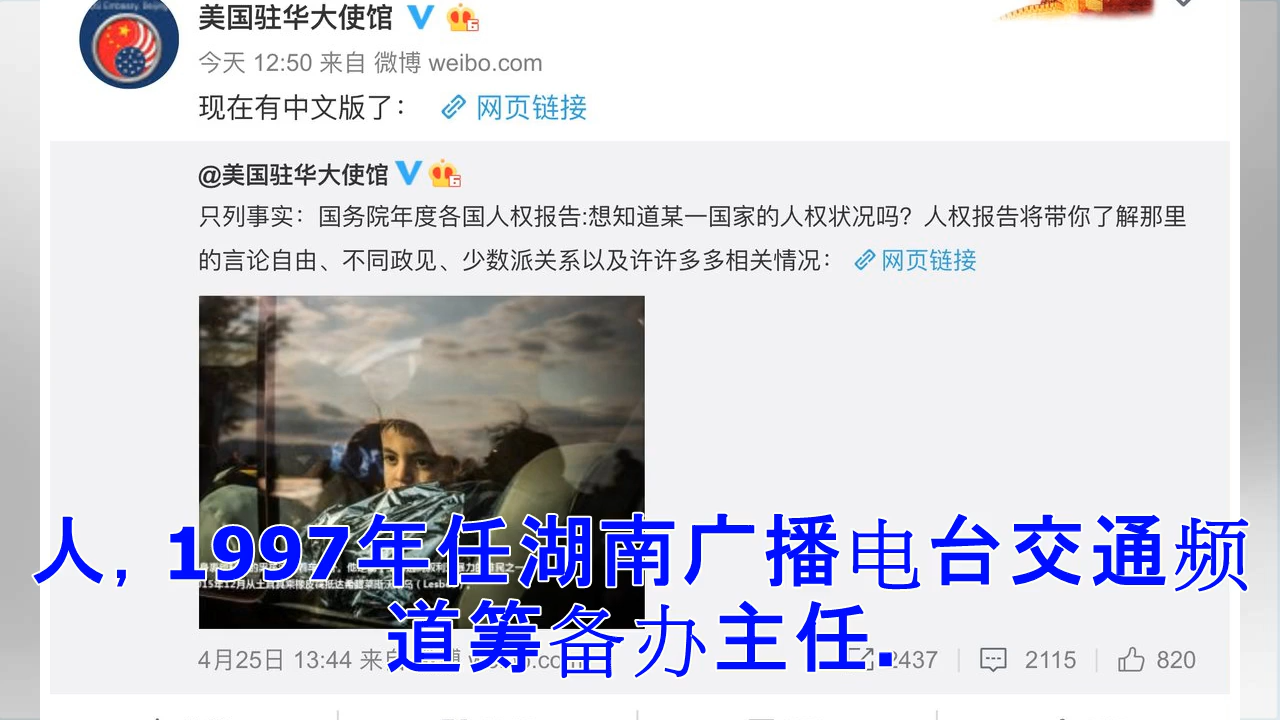 美国驻华大使馆
今天 12:50 来自 微博 weibo.com
现在有中文版了： 网页链接
@美国驻华大使馆
只列事实：国务院年度各国人权报告:想知道某一国家的人权状况吗？人权报告将带你了解那里
的言论自由、不同政见、少数派关系以及许许多多相关情况： 网页链接
人, 1997年任湖南广播电台交通频
道筹备办主任.
4月25日 13:44 来自 微博 weibo.com 2437 2115 820